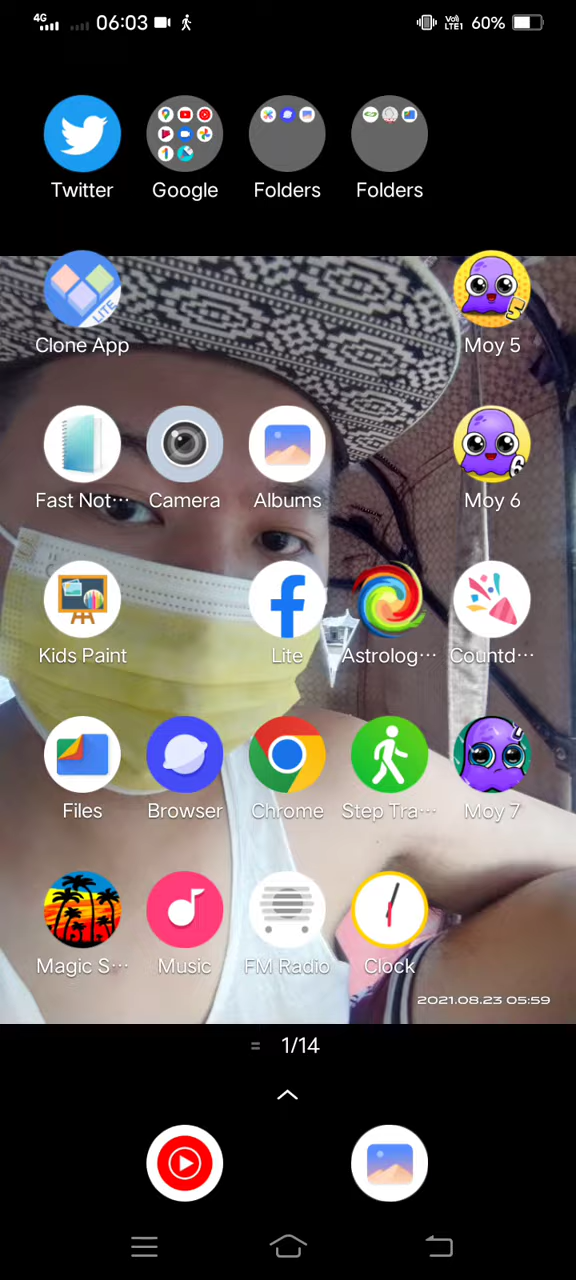 4G 06:03 Vo)) LTE1 60%
Twitter Google Folders Folders
LITE
Clone App Moy 5
Fast Not··· Camera Albums Moy 6
Kids Paint Lite Astrolog··· Countd···
Files Browser Chrome Step Tra··· Moy 7
Magic S··· Music FM Radio Clock
2021.08.23 05:59
= 1/14